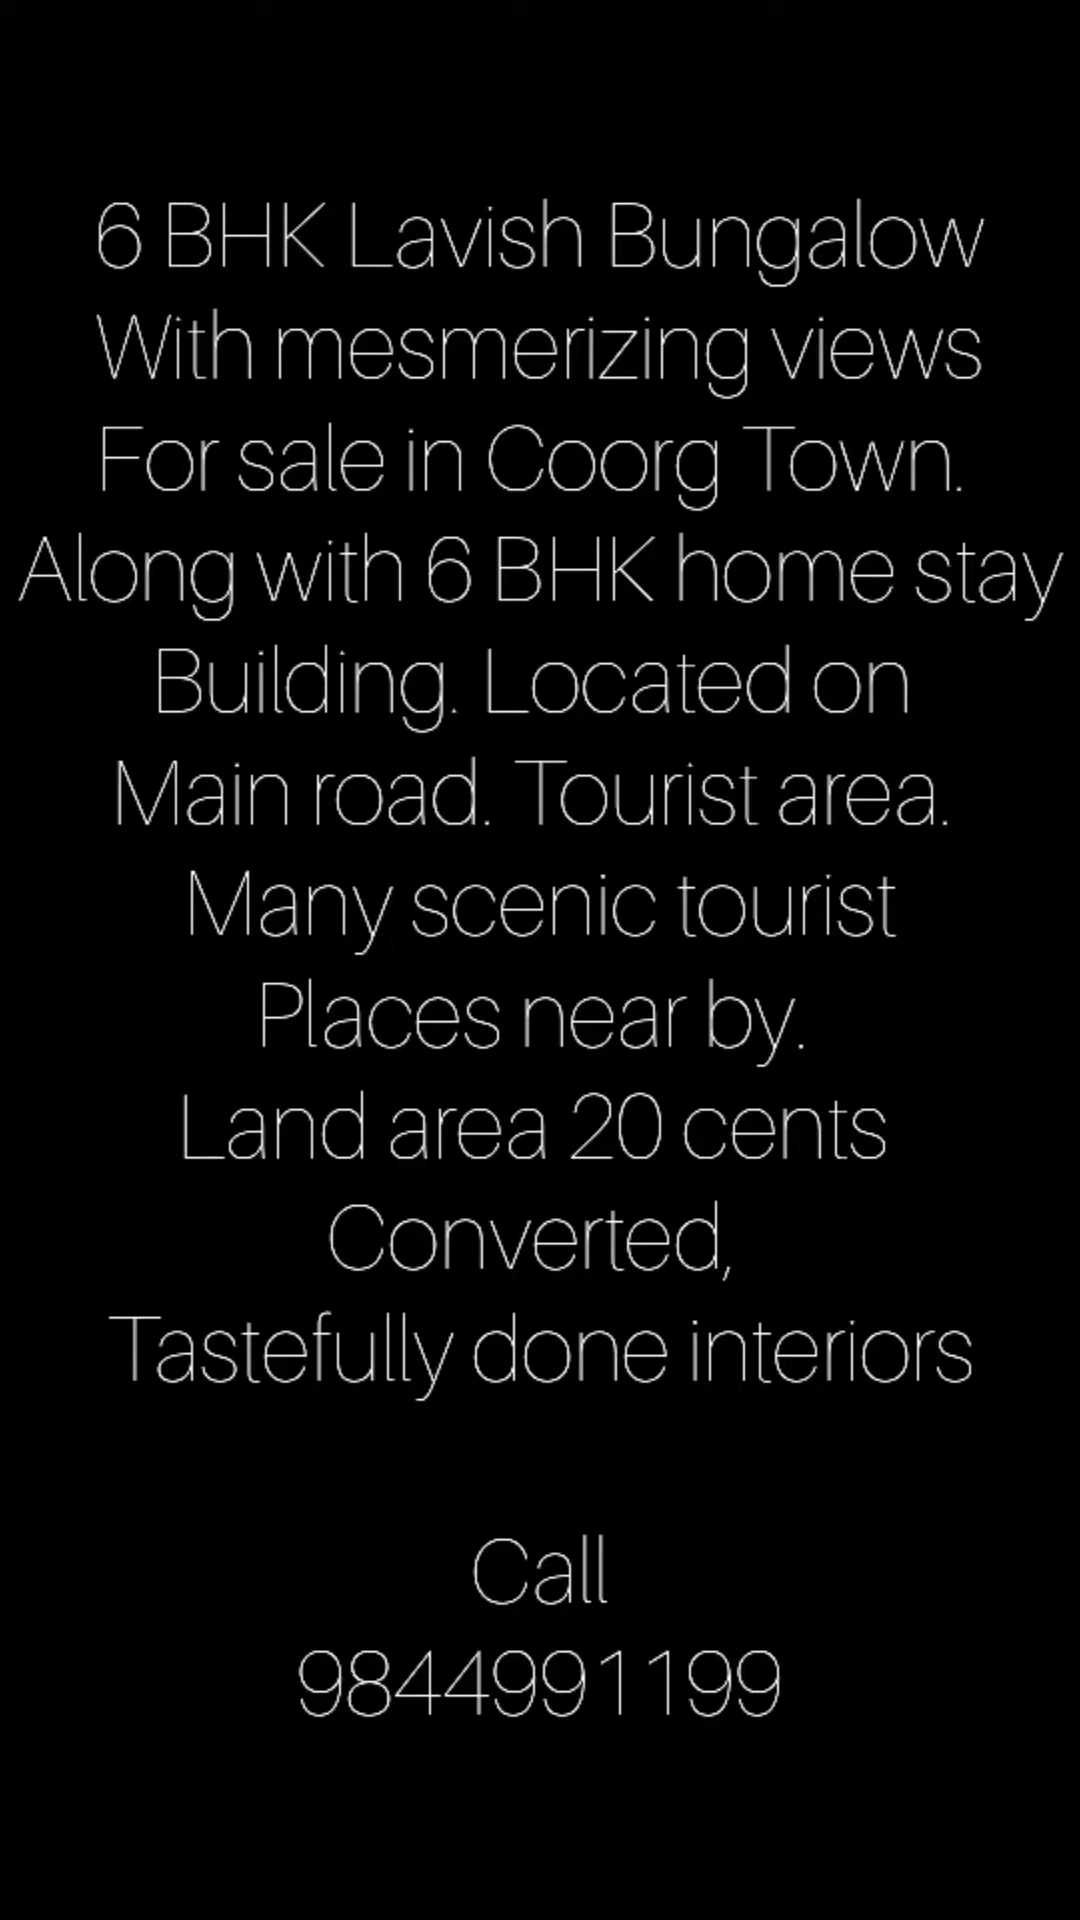 6 BHK Lavish Bungalow
With mesmerizing views
For sale in Coorg Town.
Along with 6 BHK home stay
Building. Located on
Main road. Tourist area.
Many scenic tourist
Places near by.
Land area 20 cents
Converted,
Tastefully done interiors
Call
9844991199